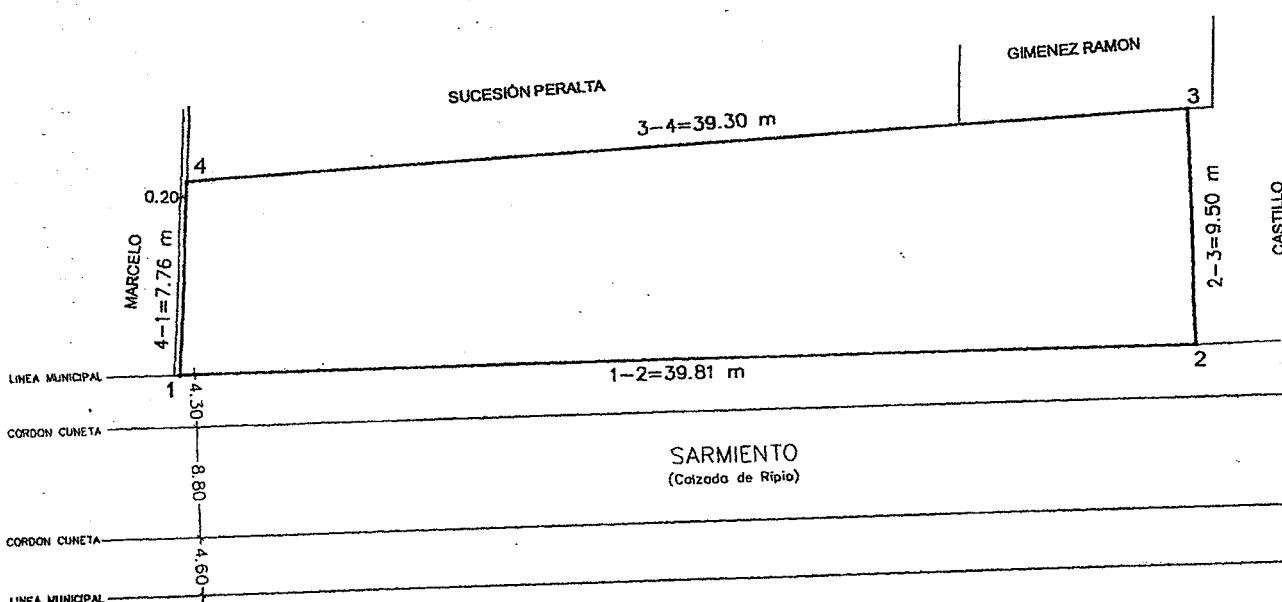 GIMENEZ RAMON
SUCESIÓN PERALTA
3
3-4=39.30 m
4
0.20
MARCELO
4-1=7.76 m
2-3=9.50 m
CASTILLO
LINEA MUNICIPAL
1
1-2=39.81 m
2
4.30
CORDON CUNETA
SARMIENTO
(Calzada de Ripio)
8.80
CORDON CUNETA
4.60
LINEA MUNICIPAL